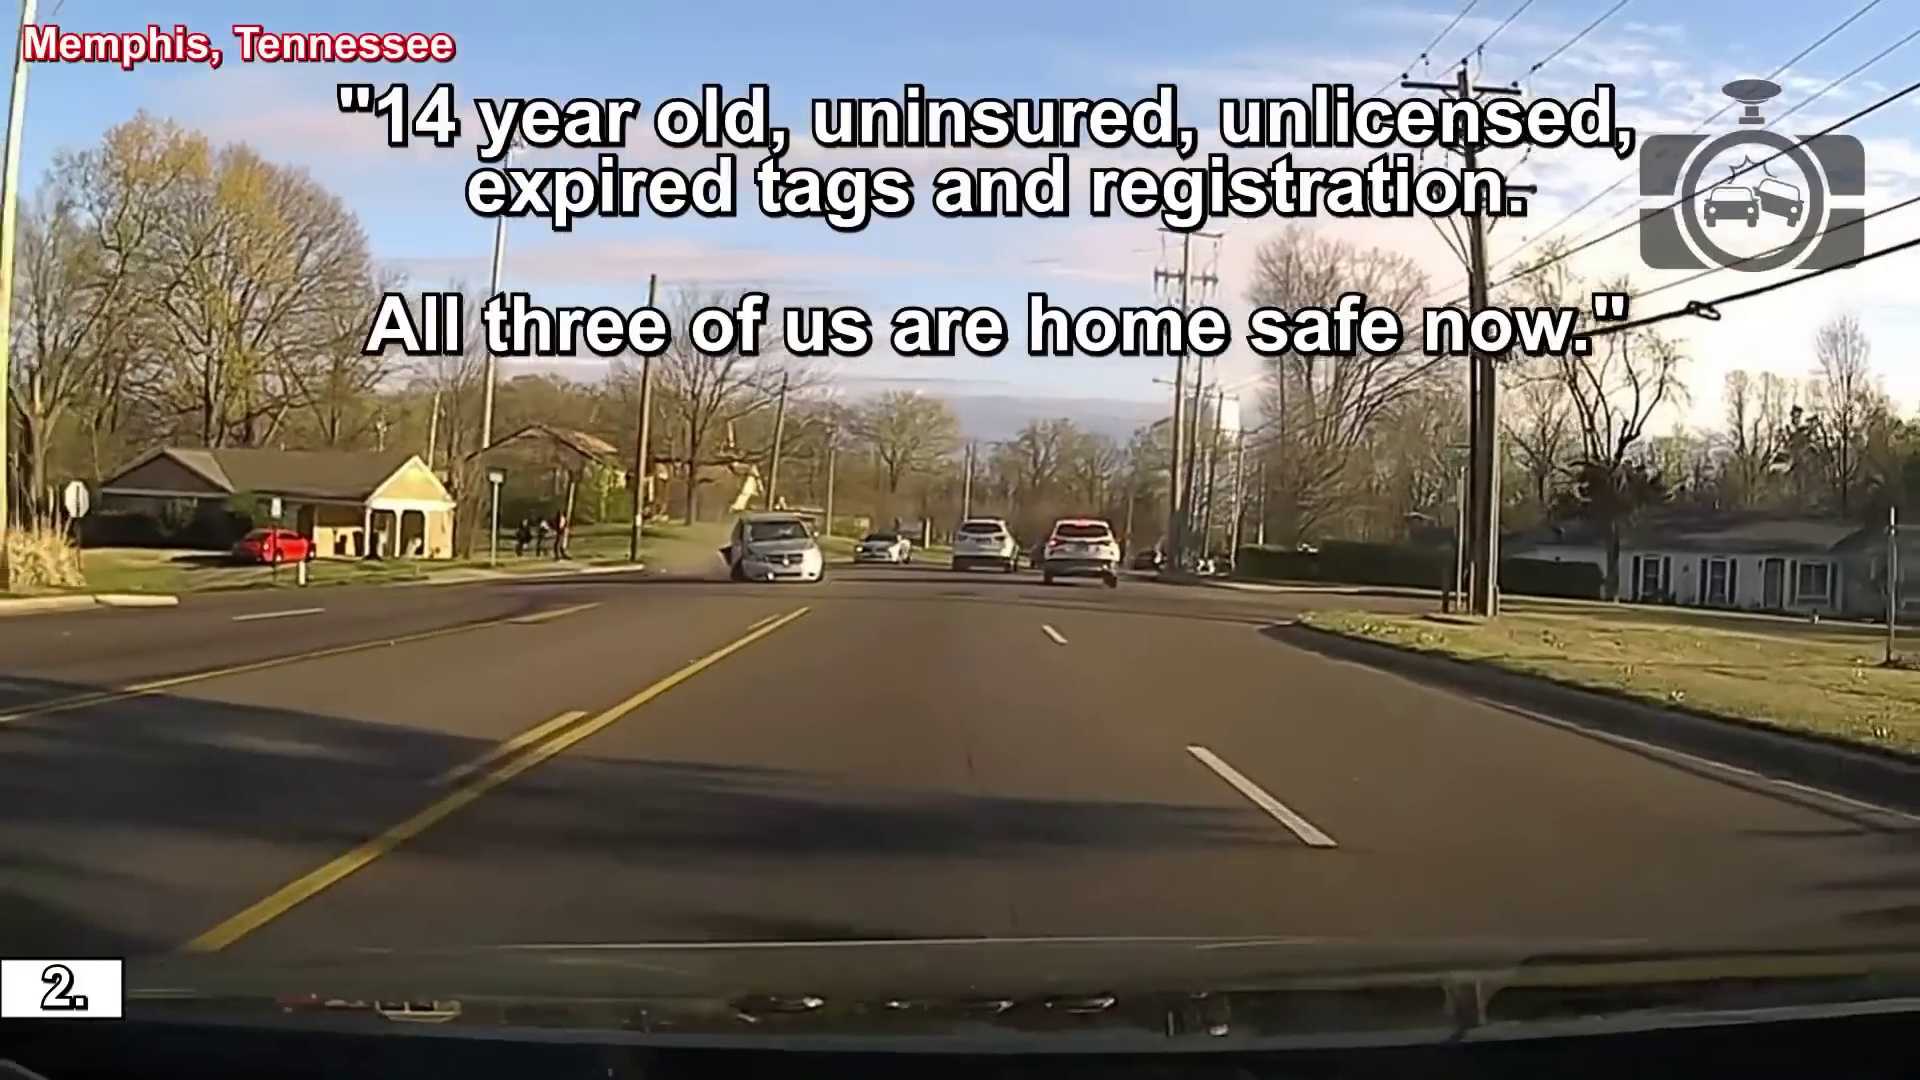 Memphis, Tennessee
"14 year old, uninsured, unlicensed,
expired tags and registration.
All three of us are home safe now."
2.